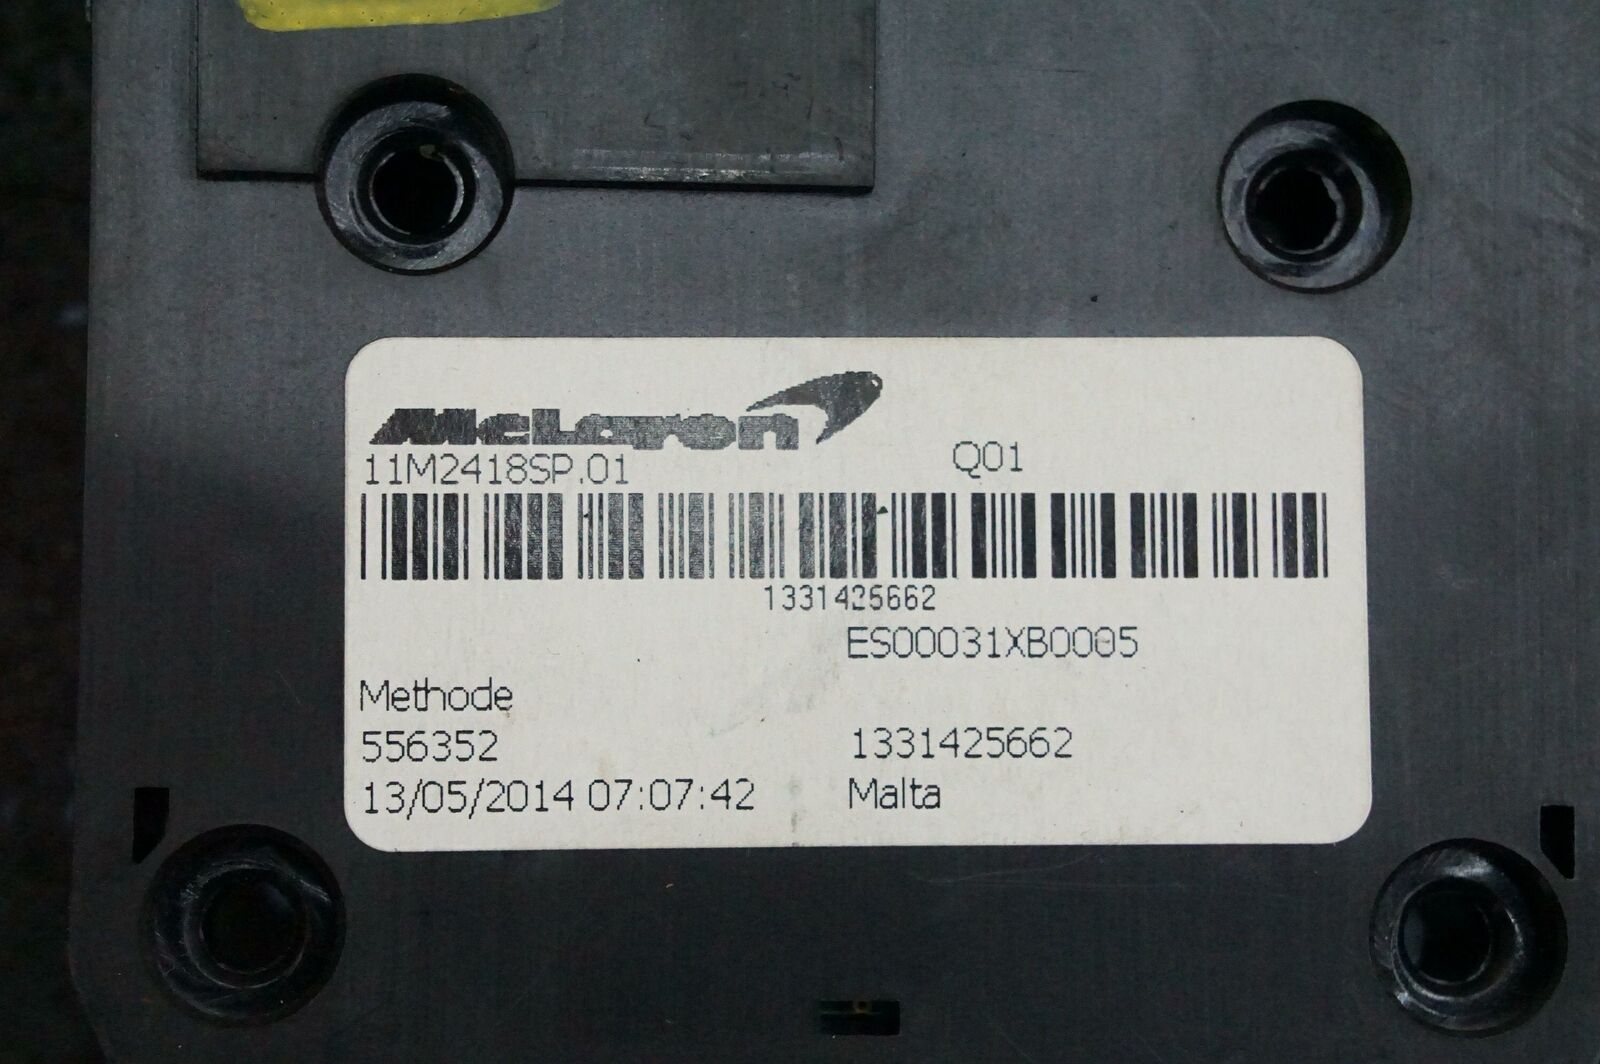 McLaren
11M2418SP.01 Q01
1331425662
ES00031XB0005
Methode
556352 1331425662
13/05/2014 07:07:42 Malta